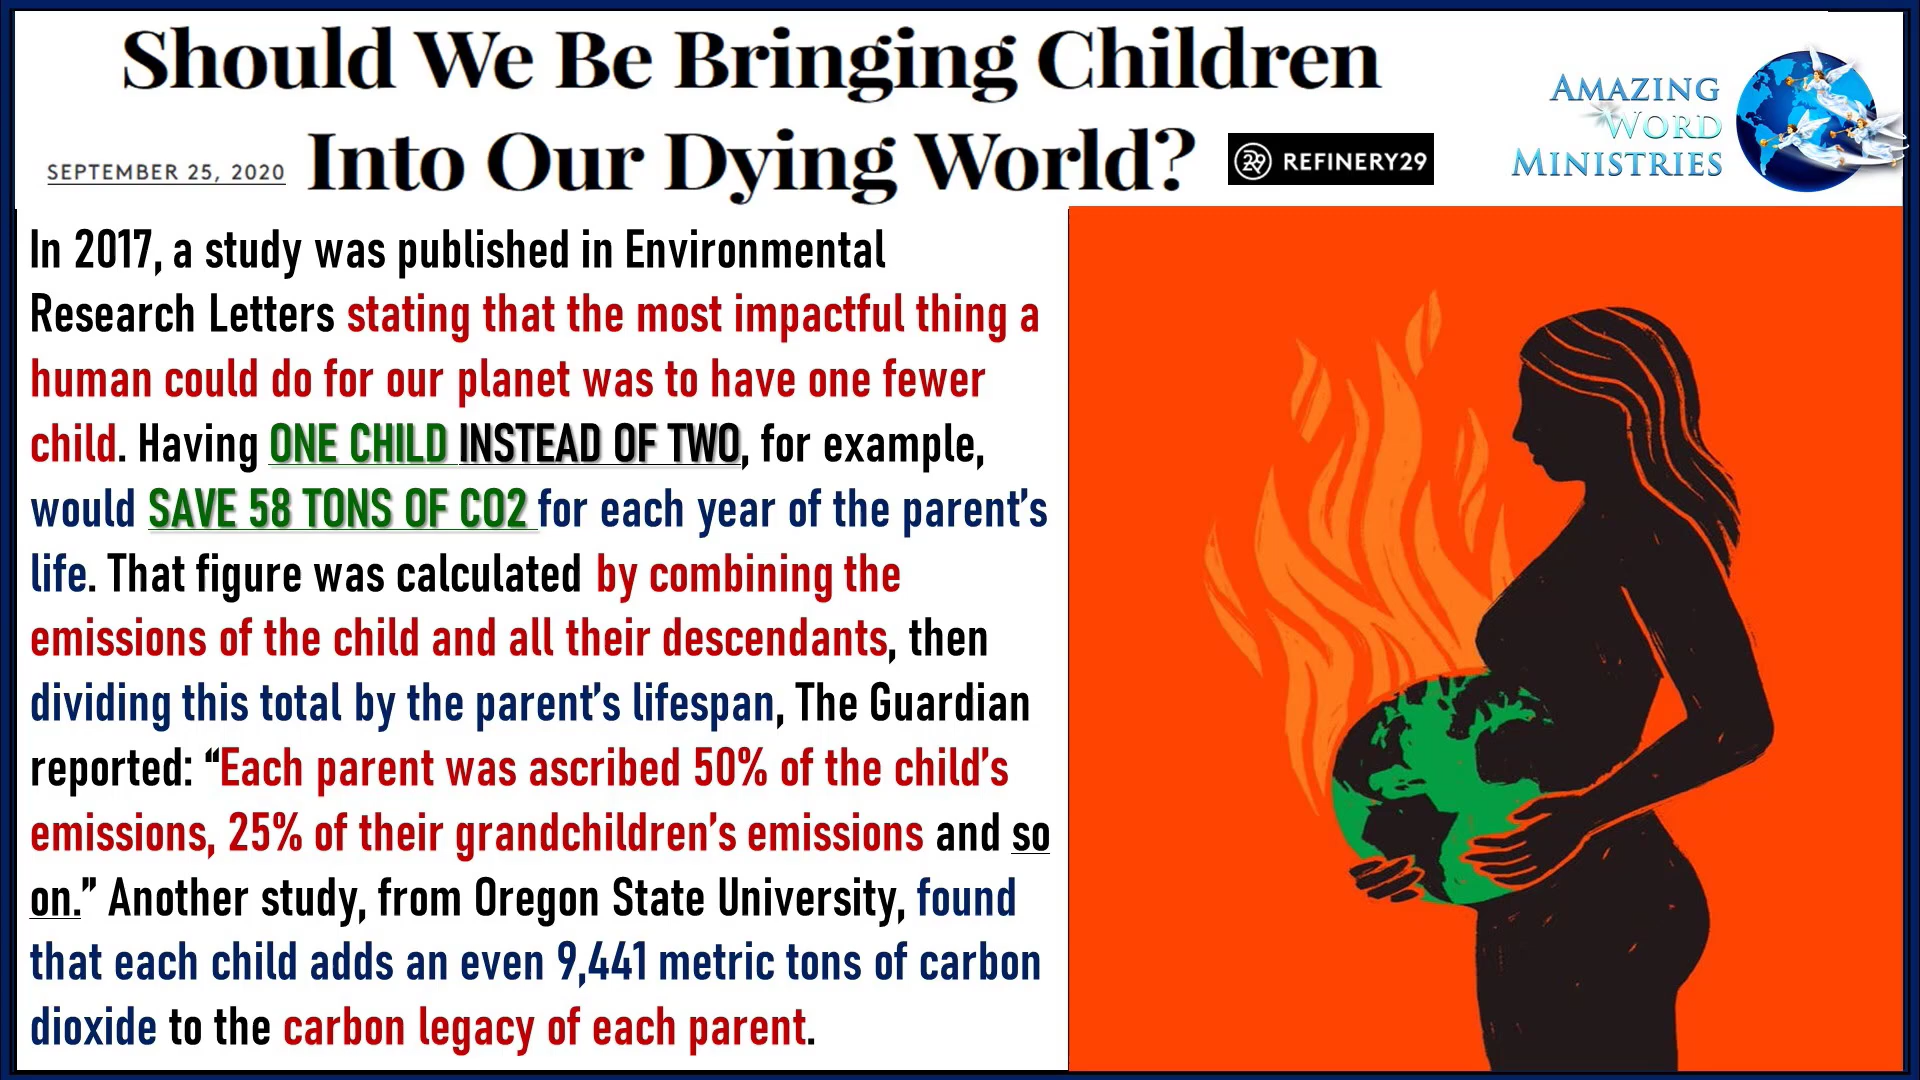 Should We Be Bringing Children
Into Our Dying World?
SEPTEMBER 25, 2020
R29 REFINERY29
AMAZING
WORD
MINISTRIES
In 2017, a study was published in Environmental
Research Letters stating that the most impactful thing a
human could do for our planet was to have one fewer
child. Having ONE CHILD INSTEAD OF TWO, for example,
would SAVE 58 TONS OF CO2 for each year of the parent’s
life. That figure was calculated by combining the
emissions of the child and all their descendants, then
dividing this total by the parent’s lifespan, The Guardian
reported: “Each parent was ascribed 50% of the child’s
emissions, 25% of their grandchildren’s emissions and so
on.” Another study, from Oregon State University, found
that each child adds an even 9,441 metric tons of carbon
dioxide to the carbon legacy of each parent.